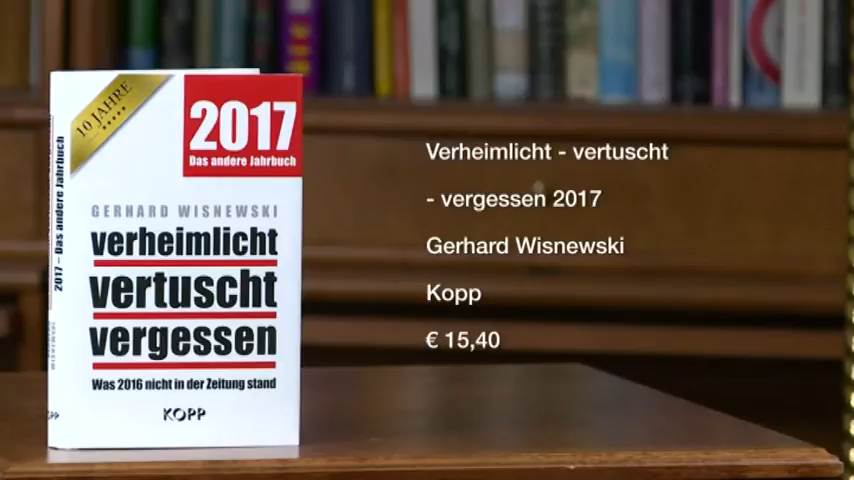 10 JAHRE
2017
Das andere Jahrbuch
2017 – Das andere Jahrbuch
GERHARD WISNEWSKI
verheimlicht
vertuscht
vergessen
Was 2016 nicht in der Zeitung stand
KOPP
Verheimlicht - vertuscht
- vergessen 2017
Gerhard Wisnewski
Kopp
€ 15,40